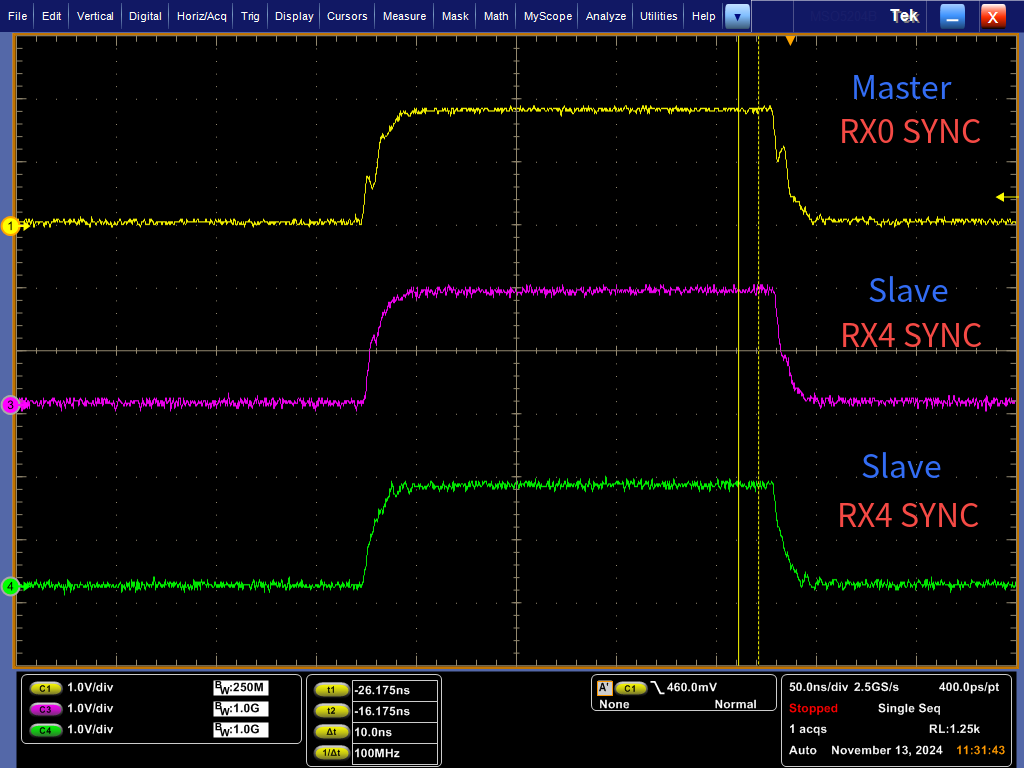 File Edit Vertical Digital Horiz/Acq Trig Display Cursors Measure Mask Math MyScope Analyze Utilities Help Tek X
Master
RX0 SYNC
1
Slave
RX4 SYNC
3
Slave
RX4 SYNC
4
C1 1.0V/div BW:250M
C3 1.0V/div BW:1.0G
C4 1.0V/div BW:1.0G
t1 -26.175ns
t2 -16.175ns
Δt 10.0ns
1/Δt 100MHz
A' C1 460.0mV
None Normal
50.0ns/div 2.5GS/s 400.0ps/pt
Stopped Single Seq
1 acqs RL:1.25k
Auto November 13, 2024 11:31:43